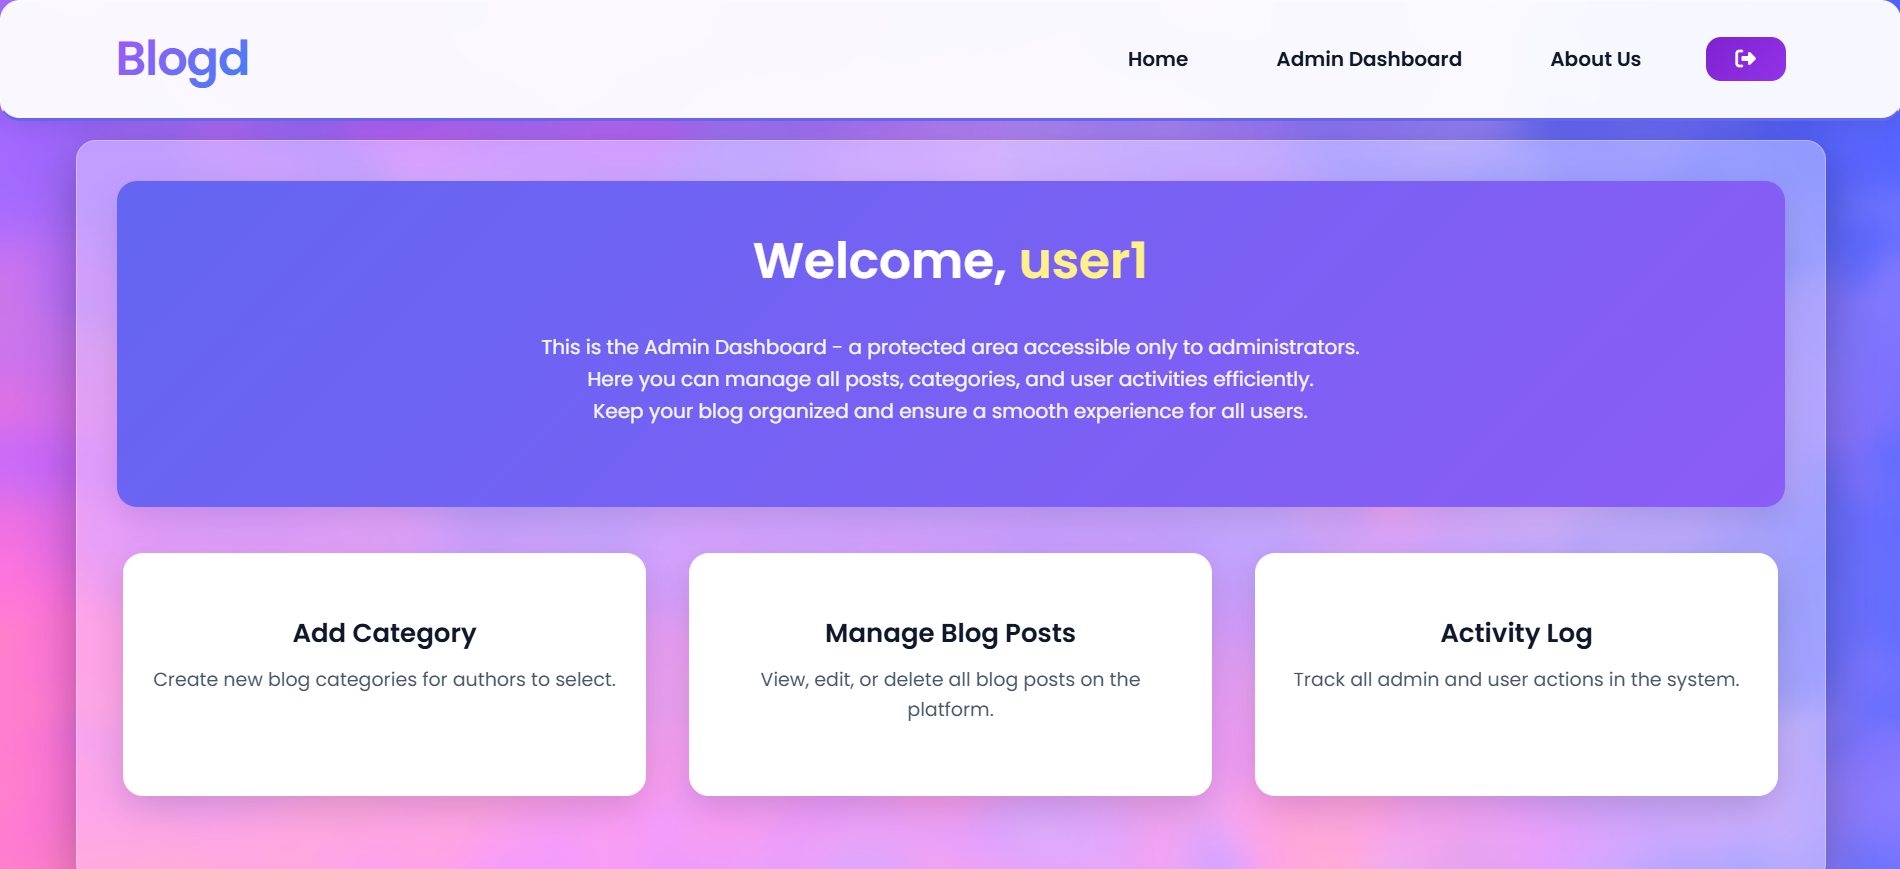 Blogd
Home
Admin Dashboard
About Us
Welcome, user1
This is the Admin Dashboard - a protected area accessible only to administrators.
Here you can manage all posts, categories, and user activities efficiently.
Keep your blog organized and ensure a smooth experience for all users.
Add Category
Create new blog categories for authors to select.
Manage Blog Posts
View, edit, or delete all blog posts on the
platform.
Activity Log
Track all admin and user actions in the system.